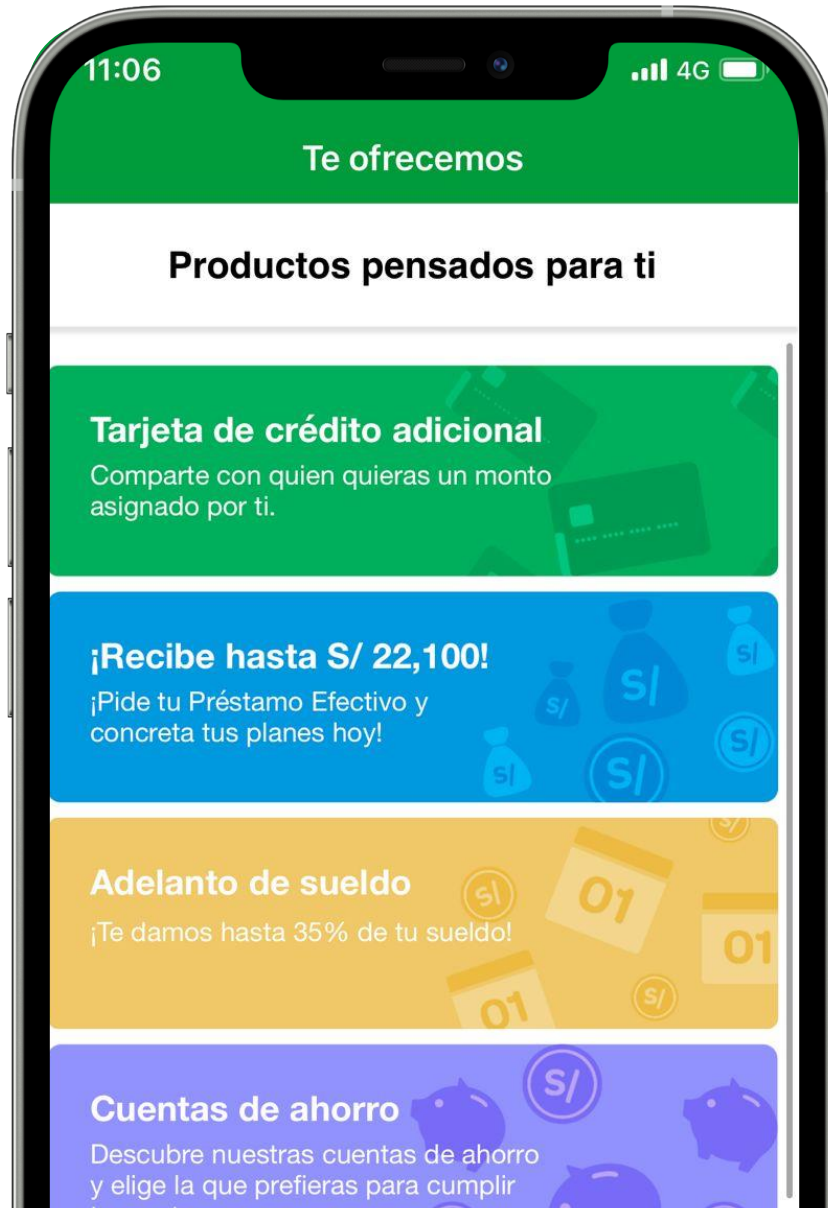 11:06
4G
Te ofrecemos
Productos pensados para ti
Tarjeta de crédito adicional
Comparte con quien quieras un monto
asignado por ti.
¡Recibe hasta S/ 22,100!
¡Pide tu Préstamo Efectivo y
concreta tus planes hoy!
S/
S/
S/
S/
S/
S/
Adelanto de sueldo
¡Te damos hasta 35% de tu sueldo!
S/
S/
01
01
01
S/
Cuentas de ahorro
Descubre nuestras cuentas de ahorro
y elige la que prefieras para cumplir
S/